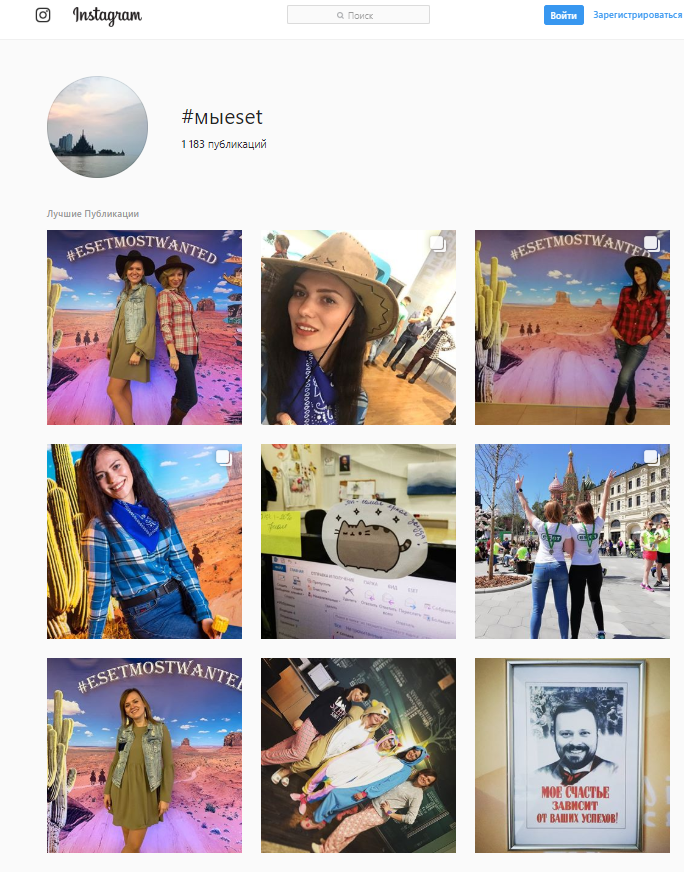 Instagram
Поиск
Войти
Зарегистрироваться
#мыeset
1 183 публикаций
Лучшие Публикации
#ESETMOSTWANTED
#ESETMOSTWANTED
#ESETMOSTWANTED
МОЕ СЧАСТЬЕ
ЗАВИСИТ
ОТ ВАШИХ УСПЕХОВ!